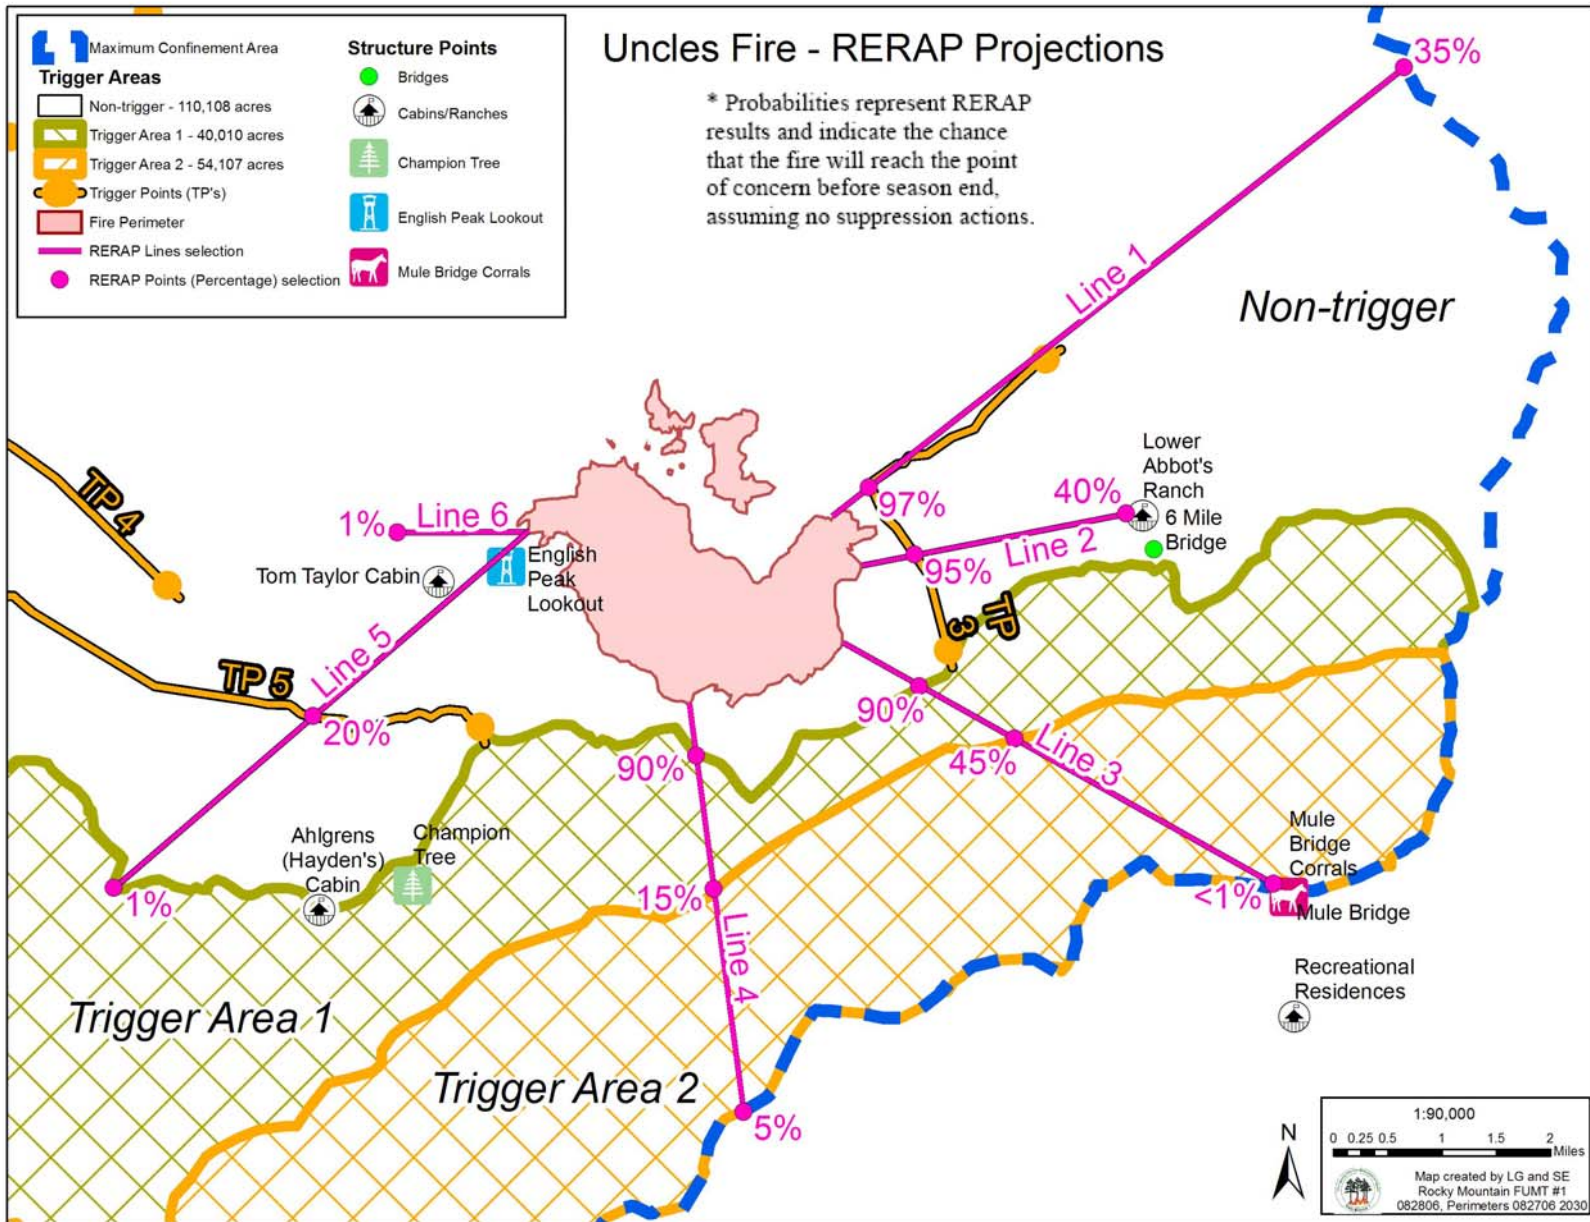 Uncles Fire - RERAP Projections
* Probabilities represent RERAP
results and indicate the chance
that the fire will reach the point
of concern before season end,
assuming no suppression actions.
Maximum Confinement Area
Trigger Areas
Non-trigger - 110,108 acres
Trigger Area 1 - 40,010 acres
Trigger Area 2 - 54,107 acres
Trigger Points (TP's)
Fire Perimeter
RERAP Lines selection
RERAP Points (Percentage) selection
Structure Points
Bridges
Cabins/Ranches
Champion Tree
English Peak Lookout
Mule Bridge Corrals
35%
Line 1
Non-trigger
97%
Lower
Abbot's
Ranch
40%
6 Mile
Bridge
Line 2
95%
TP 3
TP 4
1%
Line 6
English
Peak
Lookout
Tom Taylor Cabin
Line 5
TP 5
20%
90%
90%
45%
Line 3
Ahlgrens
(Hayden's)
Cabin
Champion
Tree
1%
15%
Line 4
Mule
Bridge
Corrals
<1%
Mule Bridge
Recreational
Residences
Trigger Area 1
Trigger Area 2
5%
N
1:90,000
0 0.25 0.5 1 1.5 2
Miles
Map created by LG and SE
Rocky Mountain FUMT #1
082806, Perimeters 082706 2030